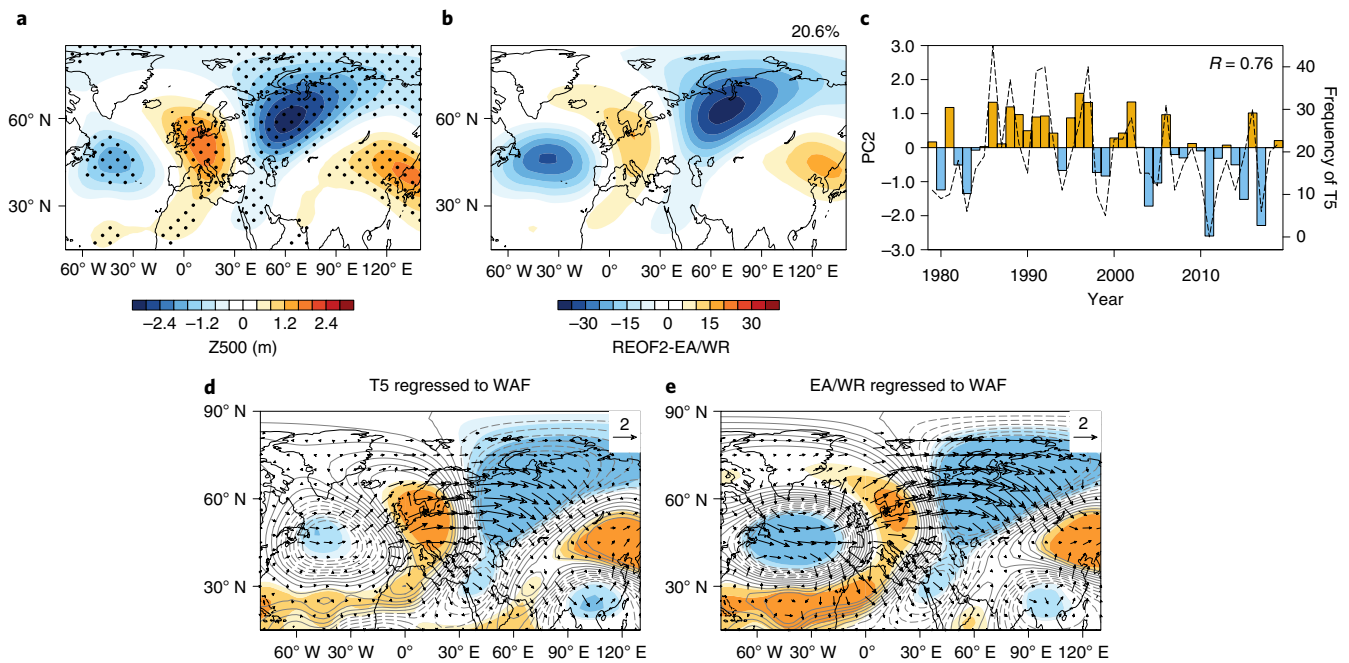 a
60° N
30° N
60° W 30° W 0° 30° E 60° E 90° E 120° E
−2.4 −1.2 0 1.2 2.4
Z500 (m)
b
20.6%
60° N
30° N
60° W 30° W 0° 30° E 60° E 90° E 120° E
−30 −15 0 15 30
REOF2-EA/WR
c
R = 0.76
3.0
2.0
1.0
0
−1.0
−2.0
−3.0
PC2
40
30
20
10
0
Frequency of T5
1980 1990 2000 2010
Year
d
T5 regressed to WAF
2
90° N
60° N
30° N
60° W 30° W 0° 30° E 60° E 90° E 120° E
e
EA/WR regressed to WAF
2
90° N
60° N
30° N
60° W 30° W 0° 30° E 60° E 90° E 120° E